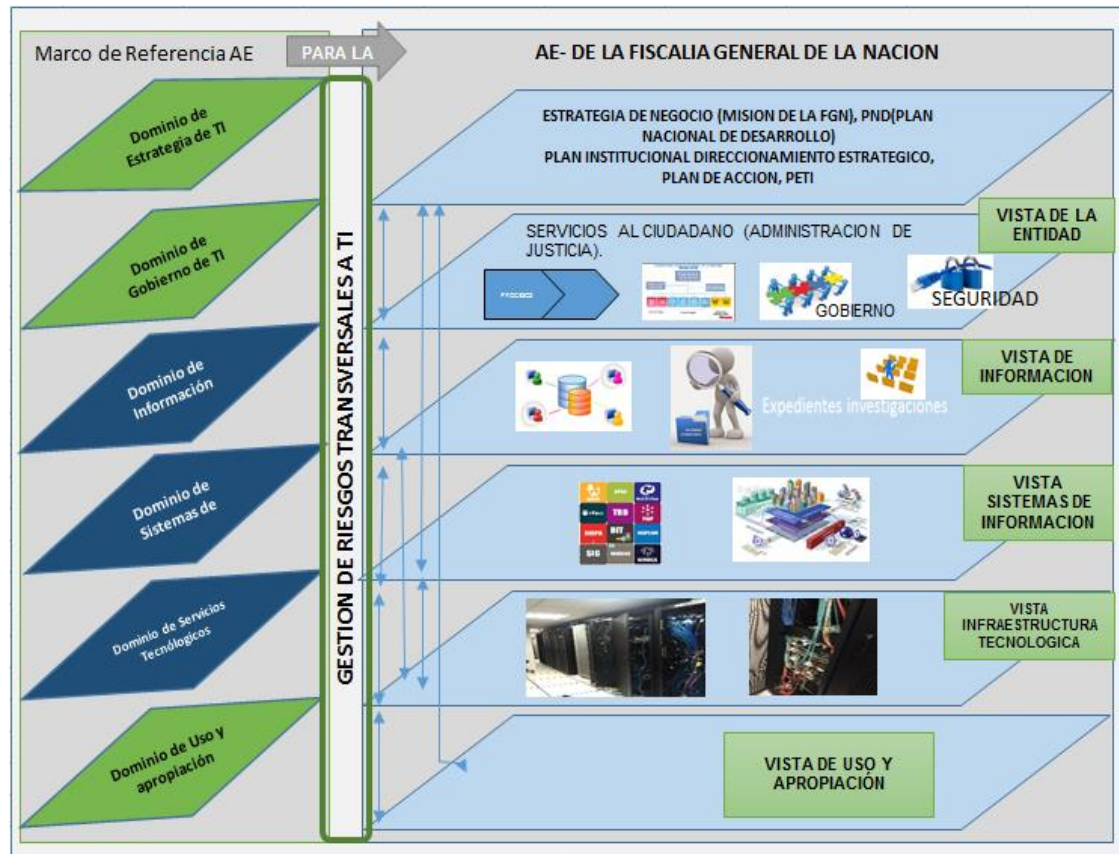 Marco de Referencia AE
PARA LA
AE- DE LA FISCALIA GENERAL DE LA NACION
Dominio de
Estrategia de TI
Dominio de
Gobierno de TI
Dominio de
Información
Dominio de
Sistemas de
Dominio de Servicios
Tecnólogicos
Dominio de Uso y
apropiación
GESTION DE RIESGOS TRANSVERSALES A TI
ESTRATEGIA DE NEGOCIO (MISION DE LA FGN), PND(PLAN
NACIONAL DE DESARROLLO)
PLAN INSTITUCIONAL DIRECCIONAMIENTO ESTRATEGICO,
PLAN DE ACCION, PETI
VISTA DE LA
ENTIDAD
SERVICIOS AL CIUDADANO (ADMINISTRACION DE
JUSTICIA).
GOBIERNO
SEGURIDAD
VISTA DE
INFORMACION
Expedientes investigaciones
VISTA
SISTEMAS DE
INFORMACION
VISTA
INFRAESTRUCTURA
TECNOLOGICA
VISTA DE USO Y
APROPIACIÓN